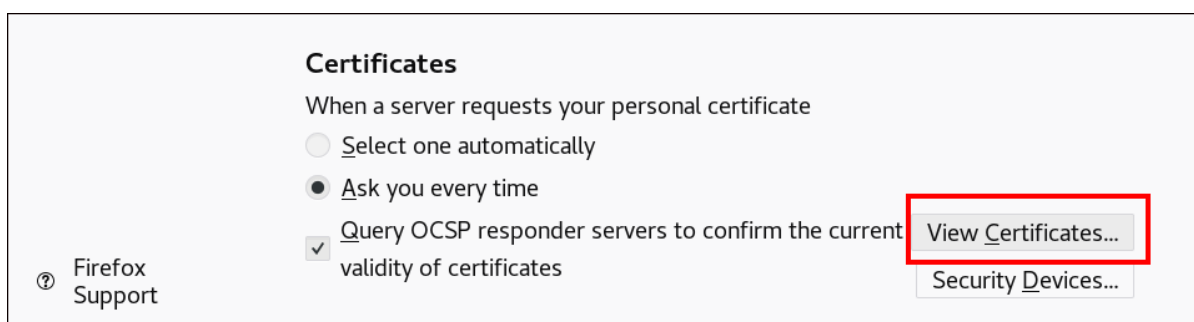 Certificates
When a server requests your personal certificate
Select one automatically
Ask you every time
Query OCSP responder servers to confirm the current
validity of certificates
View Certificates...
Security Devices...
Firefox
Support